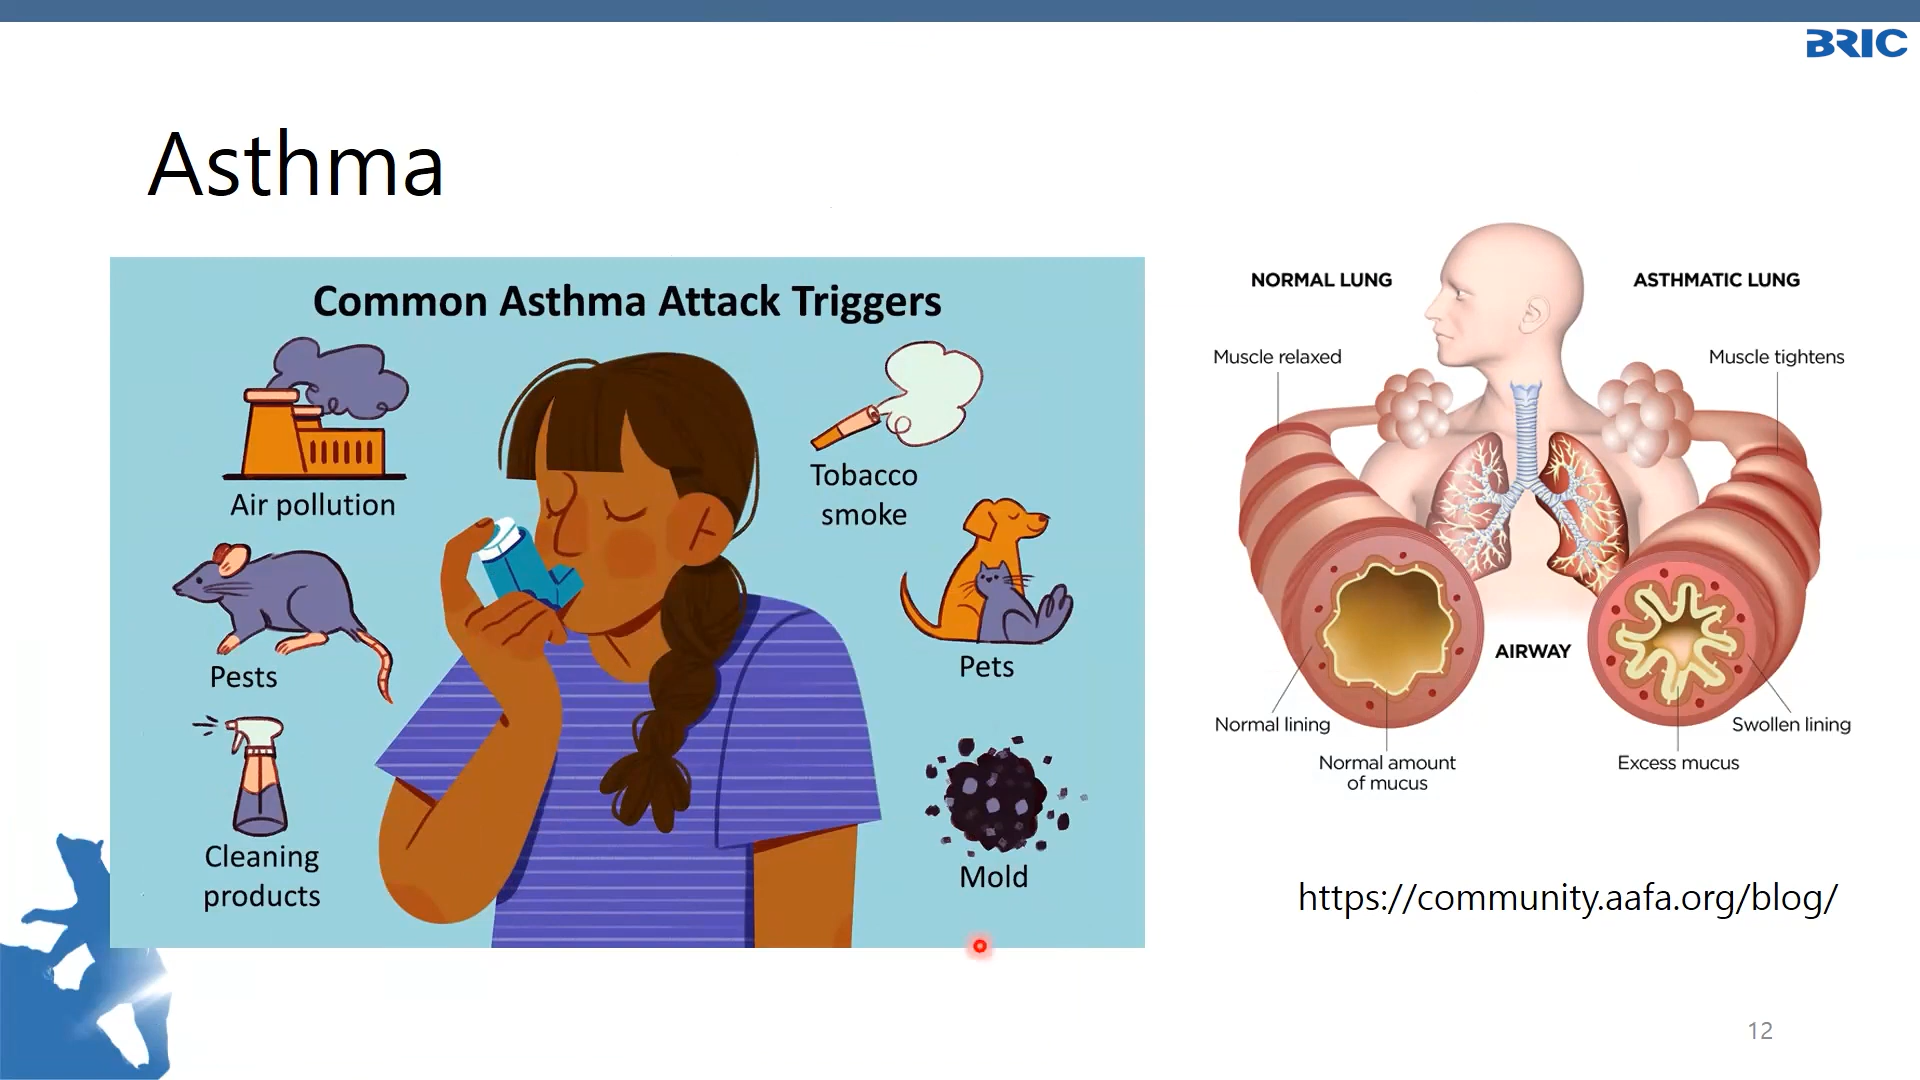 BRIC
Asthma
Common Asthma Attack Triggers
Air pollution
Tobacco
smoke
Pests
Pets
Cleaning
products
Mold
NORMAL LUNG
ASTHMATIC LUNG
Muscle relaxed
Muscle tightens
AIRWAY
Normal lining
Swollen lining
Normal amount
of mucus
Excess mucus
https://community.aafa.org/blog/
12